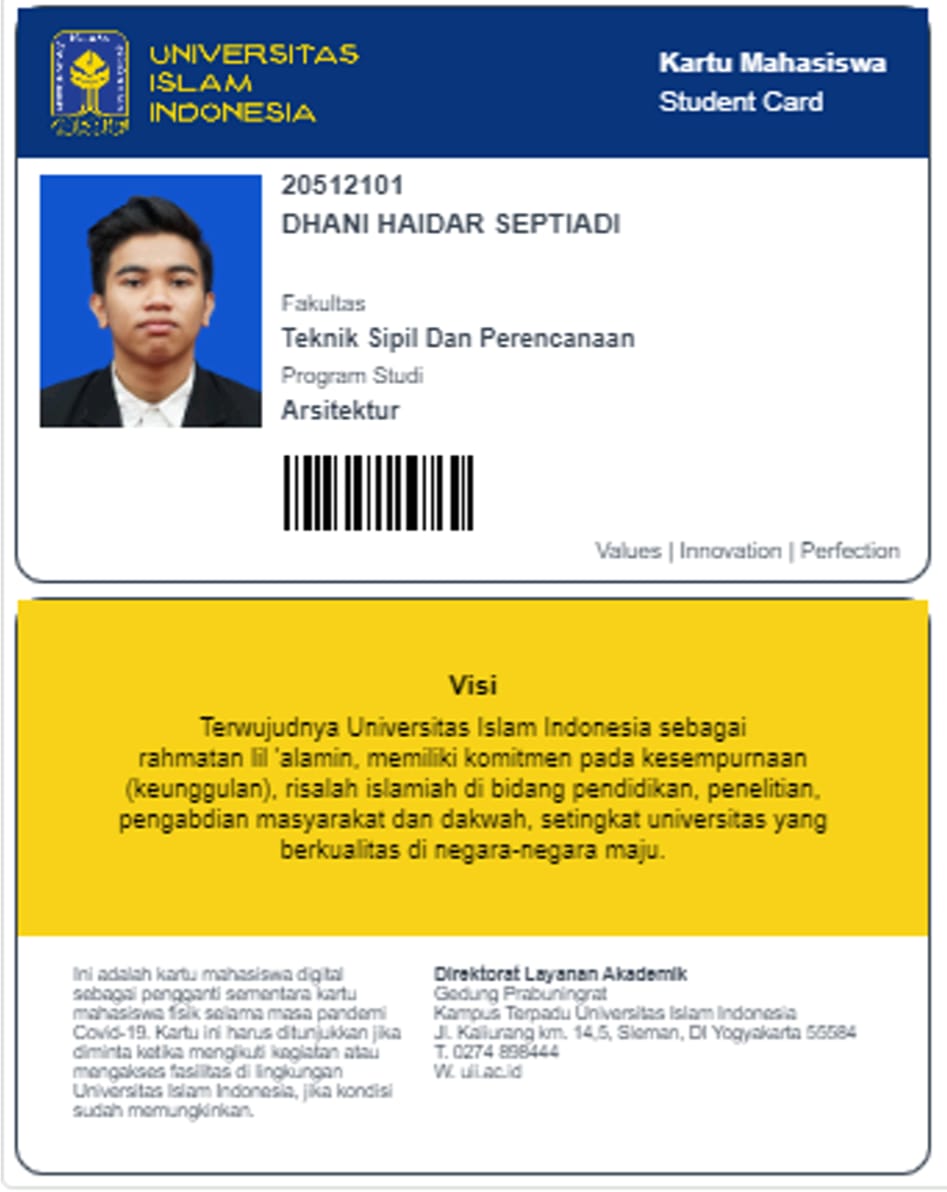 UNIVERSITAS
ISLAM
INDONESIA
Kartu Mahasiswa
Student Card
20512101
DHANI HAIDAR SEPTIADI
Fakultas
Teknik Sipil Dan Perencanaan
Program Studi
Arsitektur
Values | Innovation | Perfection
Visi
Terwujudnya Universitas Islam Indonesia sebagai
rahmatan lil 'alamin, memiliki komitmen pada kesempurnaan
(keunggulan), risalah islamiah di bidang pendidikan, penelitian,
pengabdian masyarakat dan dakwah, setingkat universitas yang
berkualitas di negara-negara maju.
Ini adalah kartu mahasiswa digital
sebagai pengganti sementara kartu
mahasiswa fisik selama masa pandemi
Covid-19. Kartu ini harus ditunjukkan jika
diminta ketika mengikuti kegiatan atau
mengakses fasilitas di lingkungan
Universitas Islam Indonesia, jika kondisi
sudah memungkinkan.
Direktorat Layanan Akademik
Gedung Prabuningrat
Kampus Terpadu Universitas Islam Indonesia
Jl. Kaliurang km. 14,5, Sleman, DI Yogyakarta 55584
T. 0274 898444
W. uii.ac.id